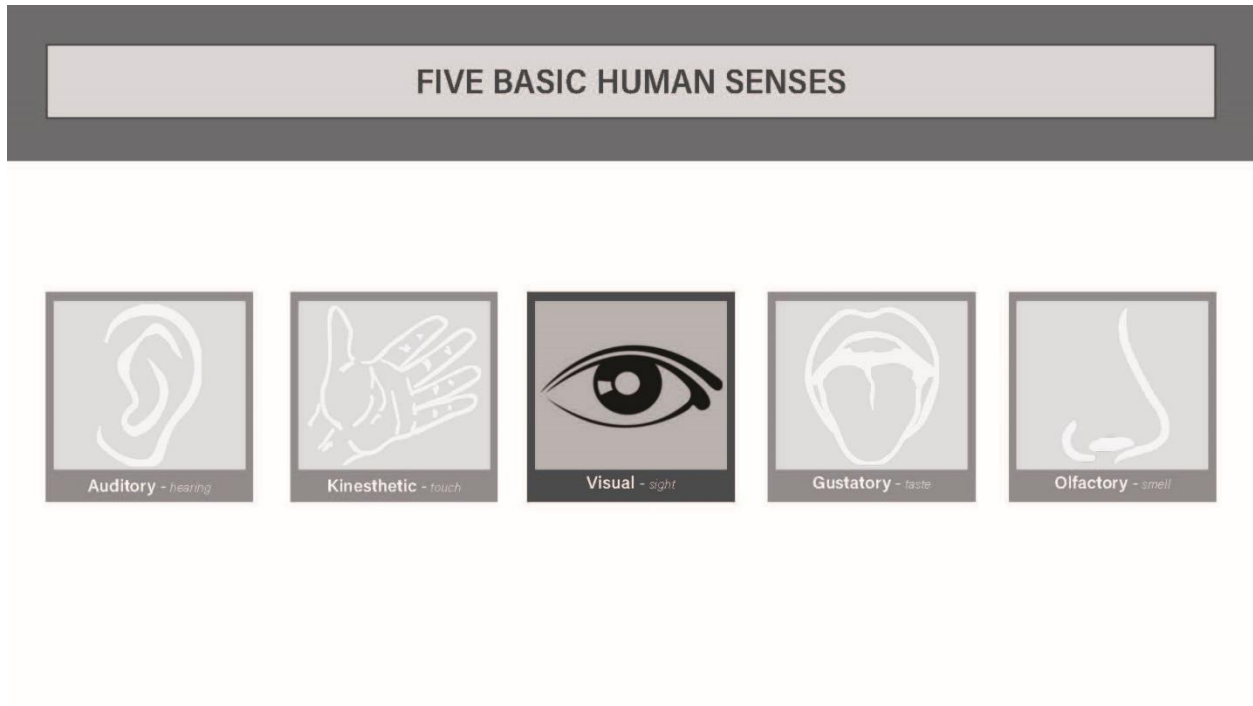 FIVE BASIC HUMAN SENSES
Auditory - hearing
Kinesthetic - touch
Visual - sight
Gustatory - taste
Olfactory - smell